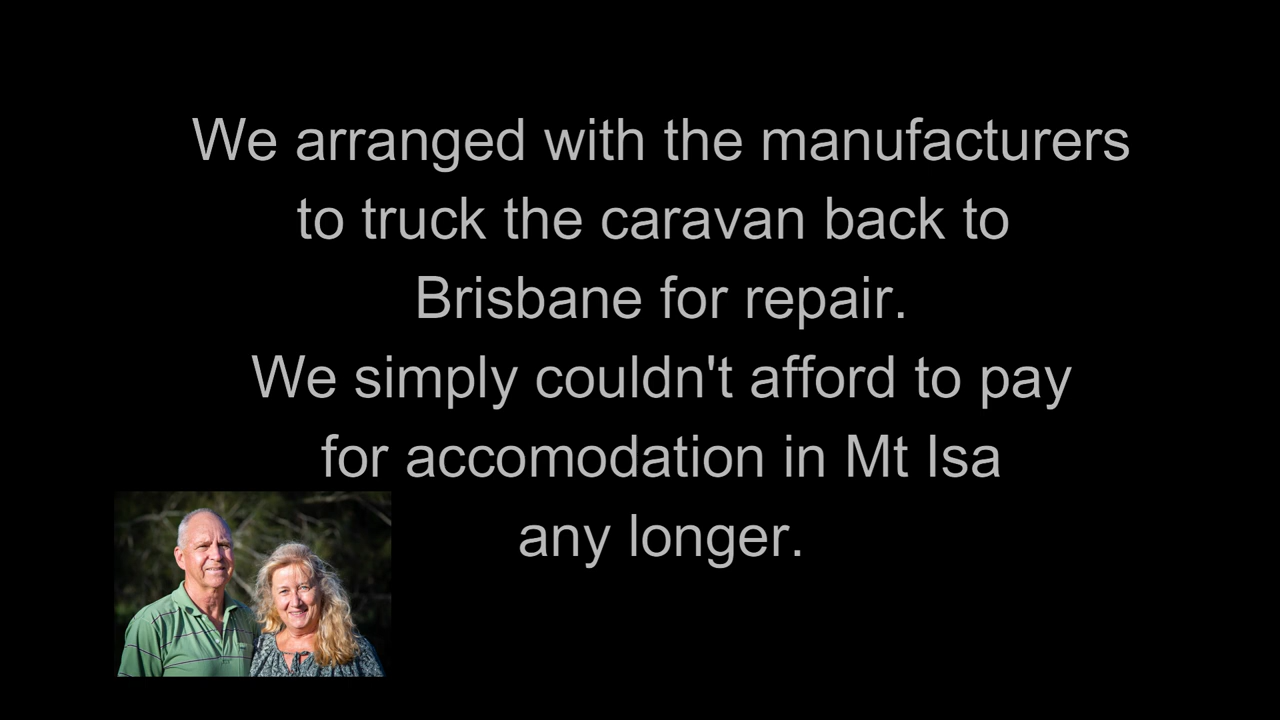 We arranged with the manufacturers
to truck the caravan back to
Brisbane for repair.
We simply couldn't afford to pay
for accomodation in Mt Isa
any longer.